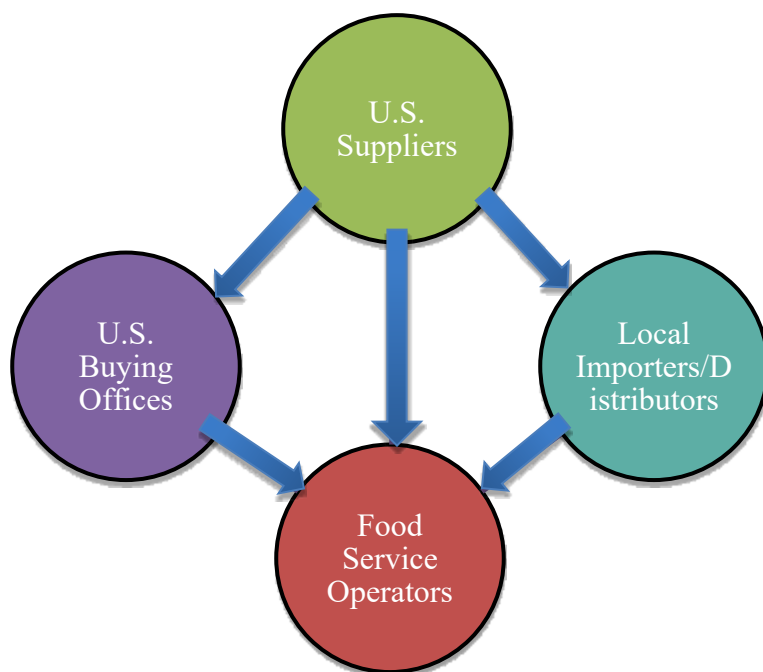 U.S.
Suppliers
U.S.
Buying
Offices
Local
Importers/D
istributors
Food
Service
Operators